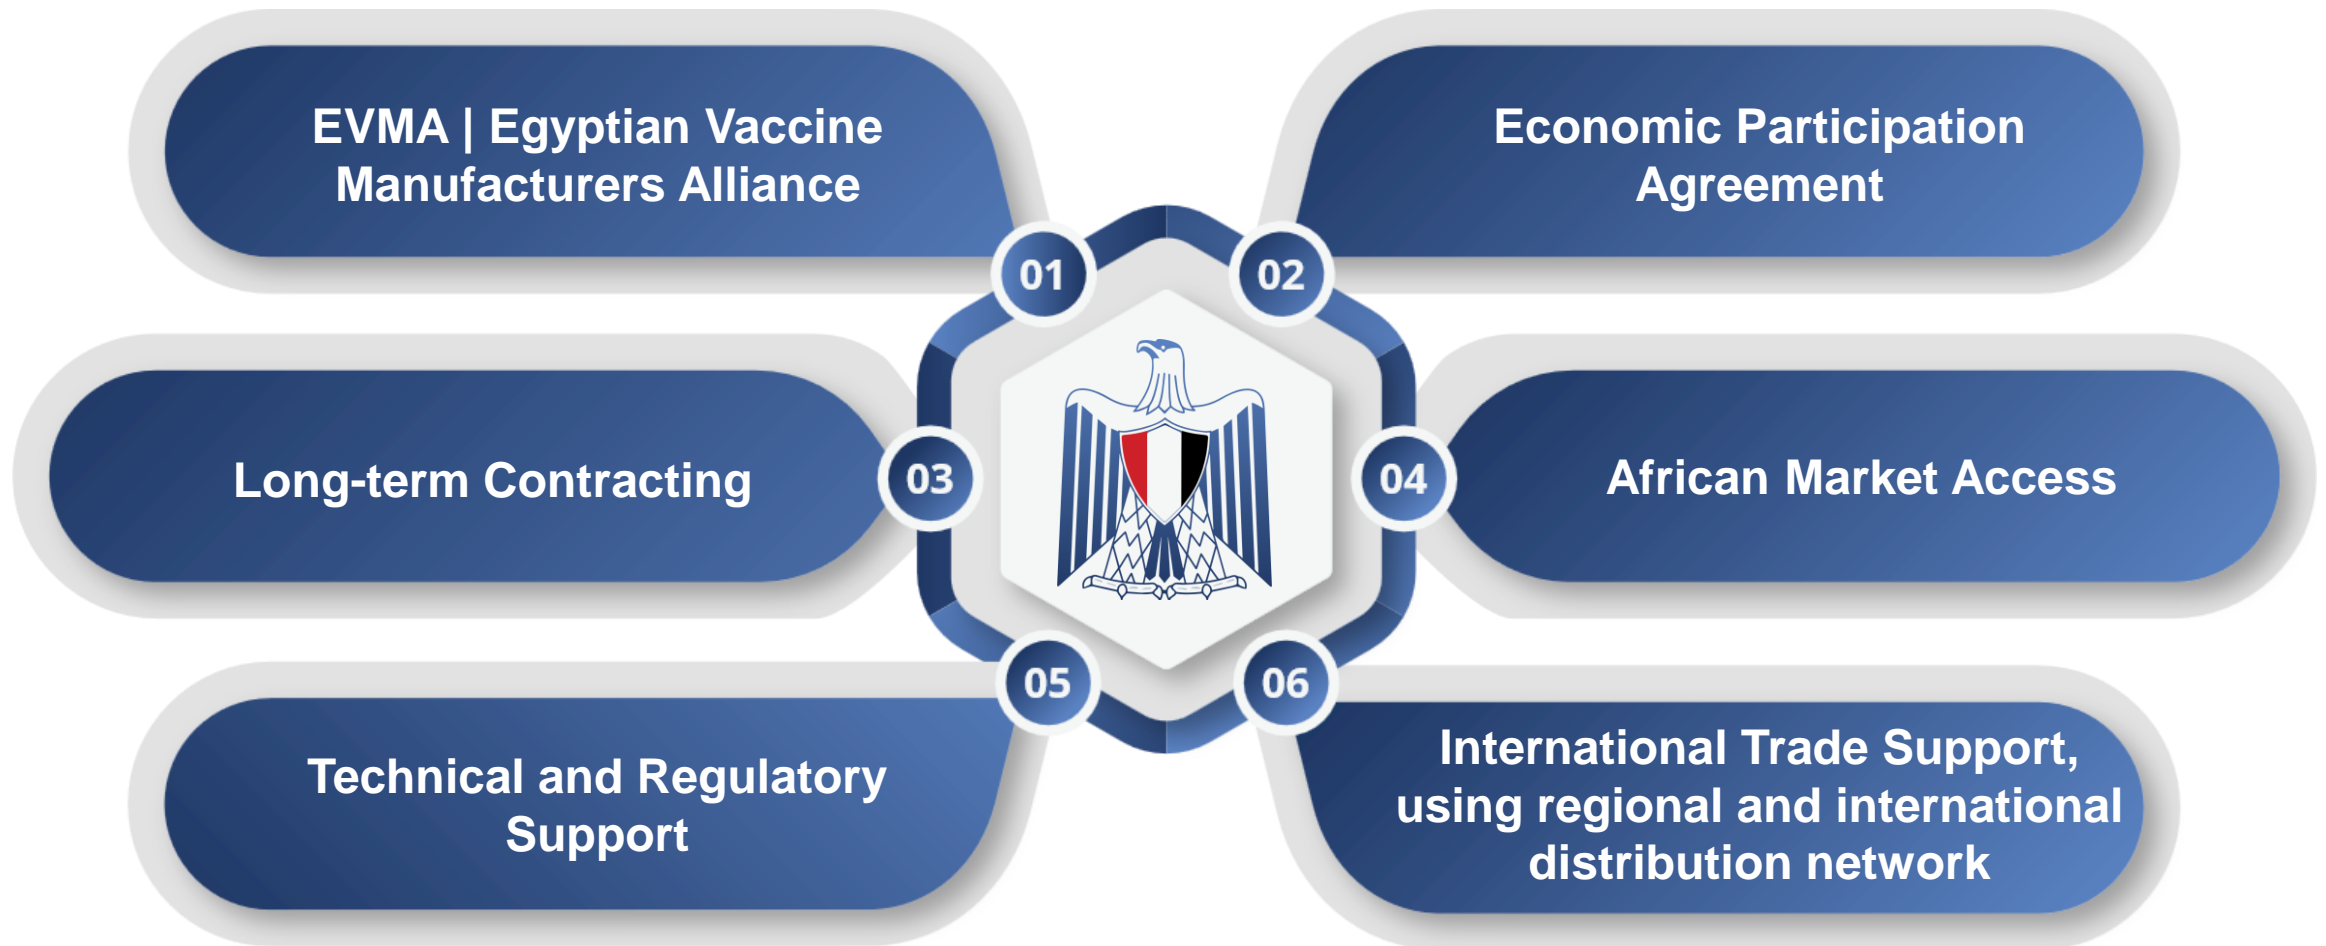 EVMA | Egyptian Vaccine
Manufacturers Alliance
01
Economic Participation
Agreement
02
Long-term Contracting
03
African Market Access
04
Technical and Regulatory
Support
05
International Trade Support,
using regional and international
distribution network
06